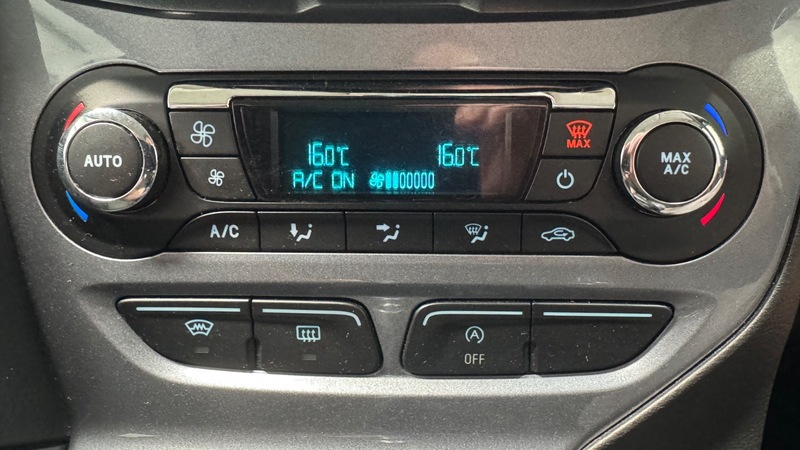 AUTO
16.0°C 16.0°C
A/C ON
MAX
MAX
A/C
A/C
A
OFF